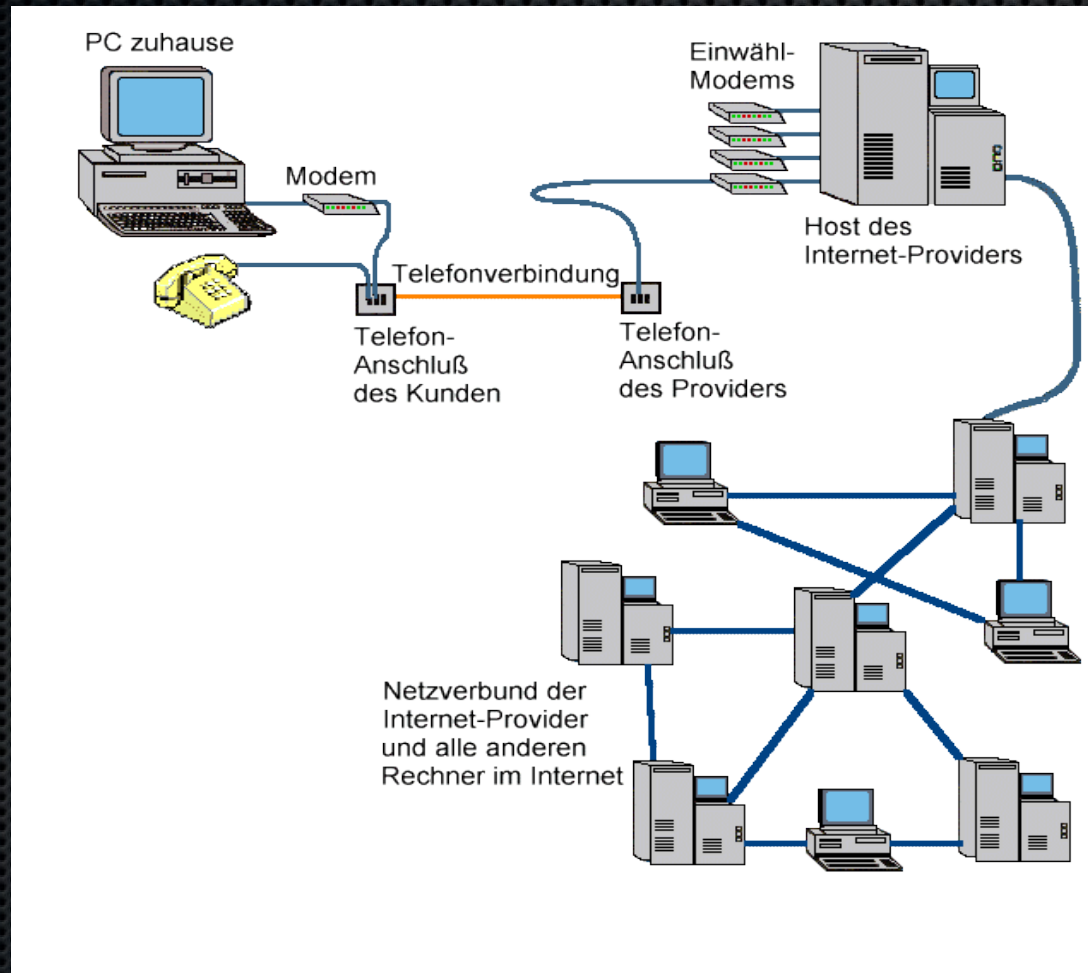 PC zuhause
Einwähl-
Modems
Modem
Host des
Internet-Providers
Telefonverbindung
Telefon-
Anschluß
des Kunden
Telefon-
Anschluß
des Providers
Netzverbund der
Internet-Provider
und alle anderen
Rechner im Internet